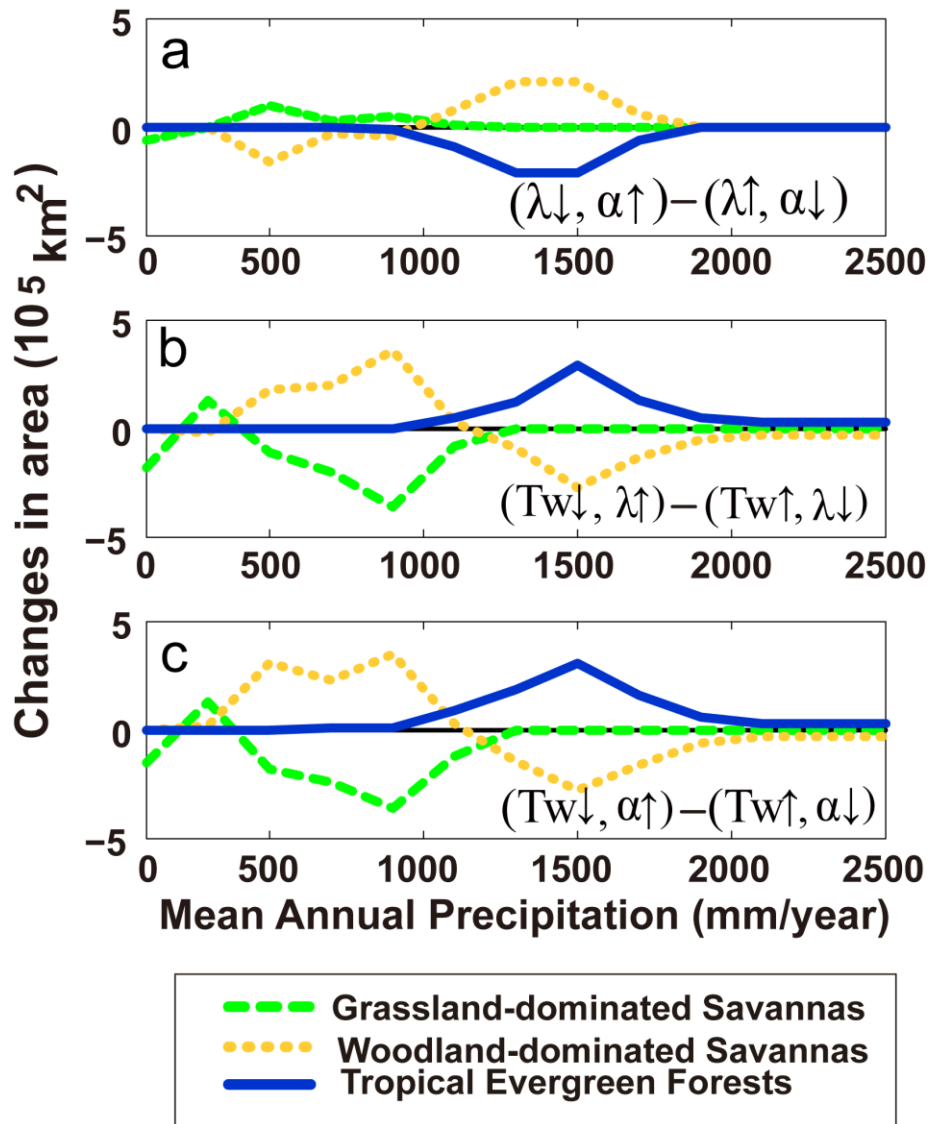 Changes in area (10⁵ km²)
a
5
0
−5
(λ↓, α↑)−(λ↑, α↓)
0 500 1000 1500 2000 2500
b
5
0
−5
(Tw↓, λ↑)−(Tw↑, λ↓)
0 500 1000 1500 2000 2500
c
5
0
−5
(Tw↓, α↑)−(Tw↑, α↓)
0 500 1000 1500 2000 2500
Mean Annual Precipitation (mm/year)
Grassland-dominated Savannas
Woodland-dominated Savannas
Tropical Evergreen Forests